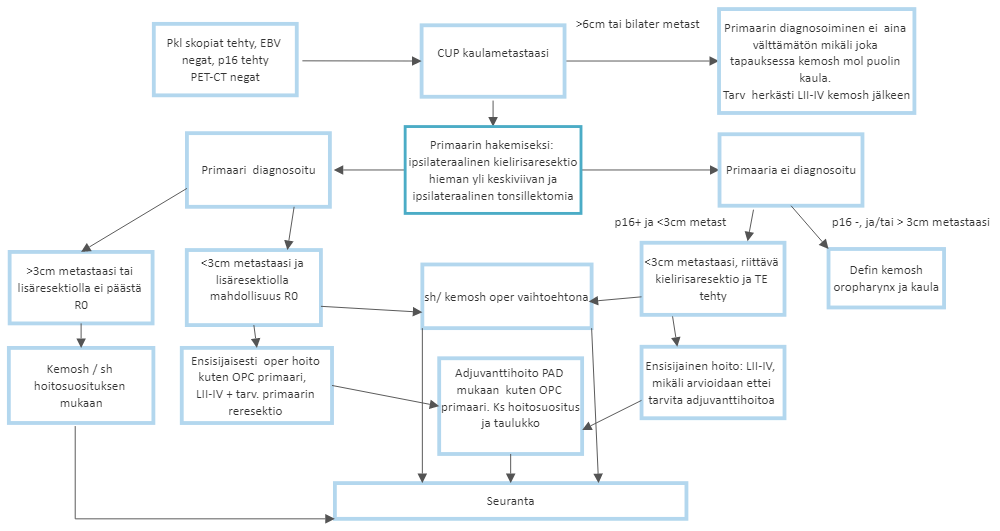 Pkl skopiat tehty, EBV
negat, p16 tehty
PET-CT negat
CUP kaulametastaasi
>6cm tai bilater metast
Primaarin diagnosoiminen ei aina
välttämätön mikäli joka
tapauksessa kemosh mol puolin
kaula.
Tarv herkästi LII-IV kemosh jälkeen
Primaarin hakemiseksi:
ipsilateraalinen kielirisaresektio
hieman yli keskiviivan ja
ipsilateraalinen tonsillektomia
Primaari diagnosoitu
Primaaria ei diagnosoitu
p16+ ja <3cm metast
p16 -, ja/tai > 3cm metastaasi
>3cm metastaasi tai
lisäresektiolla ei päästä
R0
<3cm metastaasi ja
lisäresektiolla
mahdollisuus R0
sh/ kemosh oper vaihtoehtona
<3cm metastaasi, riittävä
kielirisaresektio ja TE
tehty
Defin kemosh
oropharynx ja kaula
Kemosh / sh
hoitosuosituksen
mukaan
Ensisijaisesti oper hoito
kuten OPC primaari,
LII-IV + tarv. primaarin
reresektio
Adjuvanttihoito PAD
mukaan kuten OPC
primaari. Ks hoitosuositus
ja taulukko
Ensisijainen hoito: LII-IV,
mikäli arvioidaan ettei
tarvita adjuvanttihoitoa
Seuranta